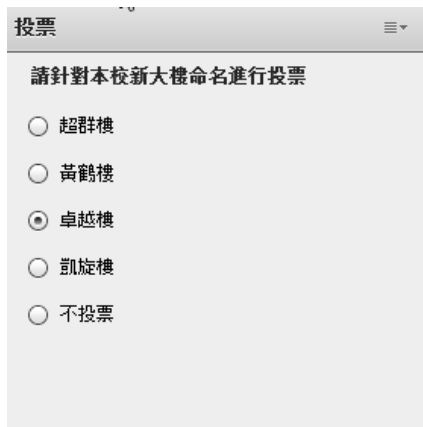 投票
請針對本校新大樓命名進行投票
超群樓
黃鶴樓
卓越樓
凱旋樓
不投票